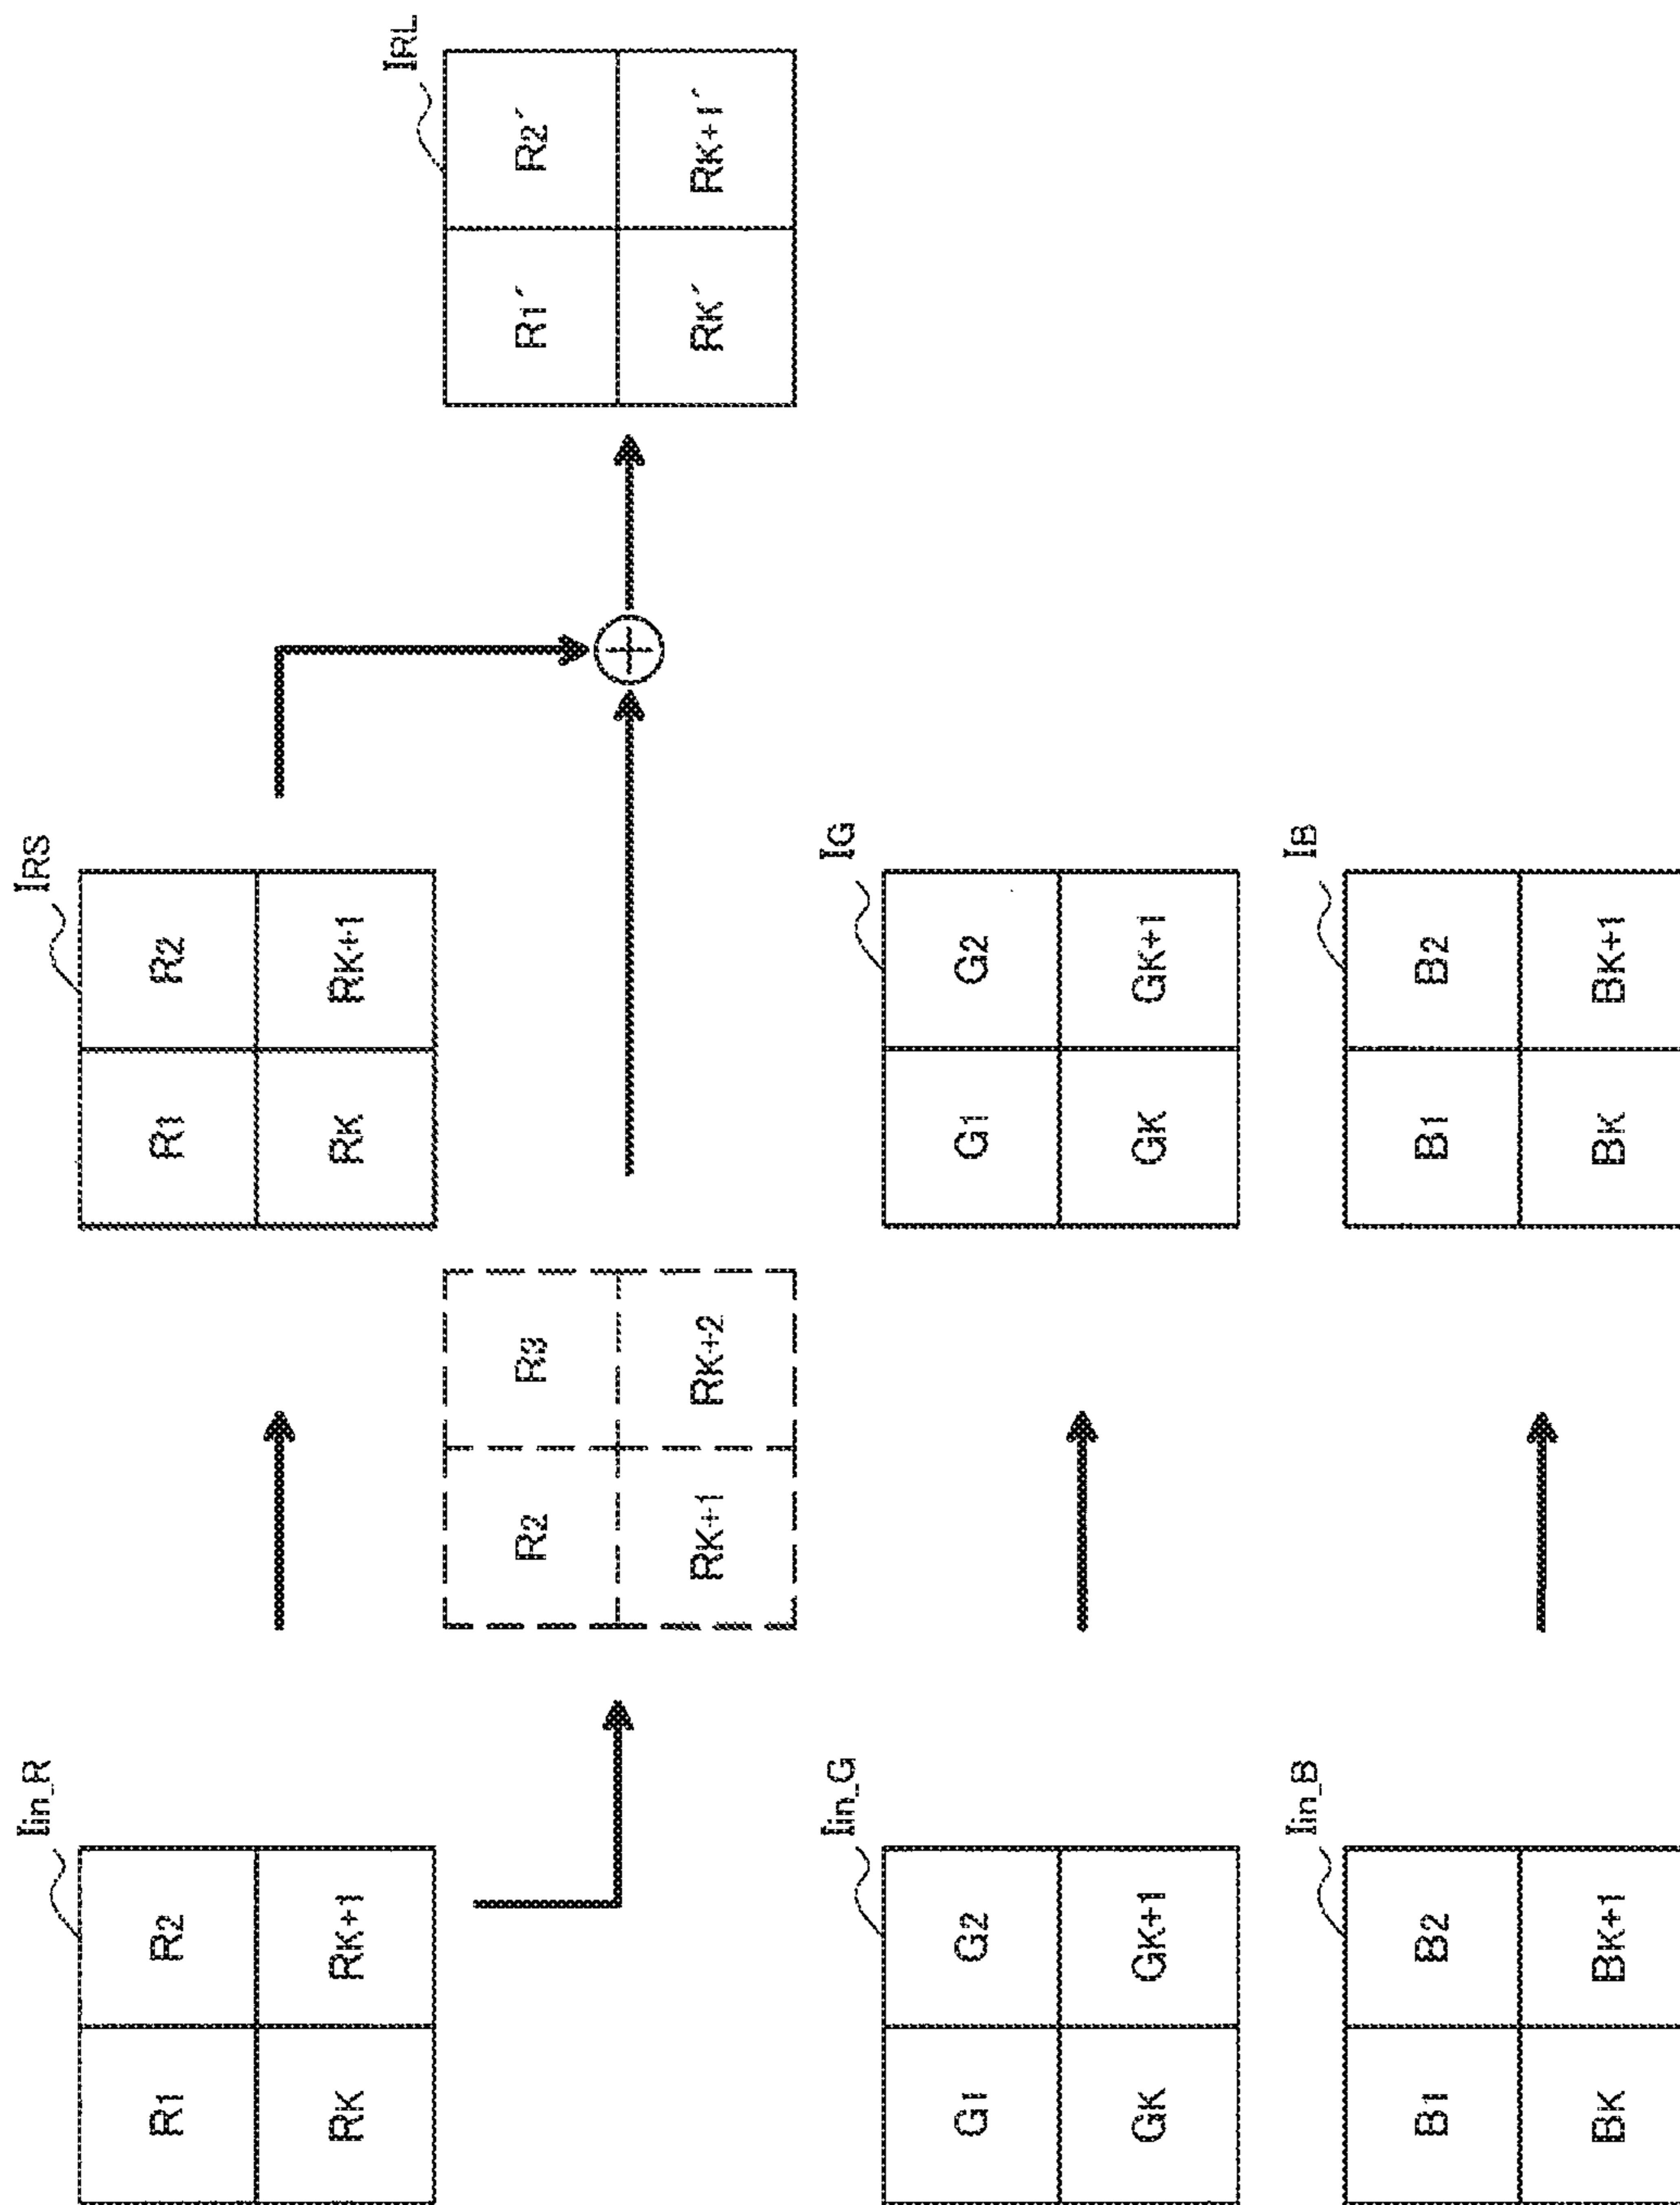 Iin_R IRS
R1 R2 R1 R2
RK RK+1 RK RK+1
IRL
R2 R3 R1´ R2´
RK+1 RK+2 RK´ RK+1´
Iin_G IG
G1 G2 G1 G2
GK GK+1 GK GK+1
Iin_B IB
B1 B2 B1 B2
BK BK+1 BK BK+1